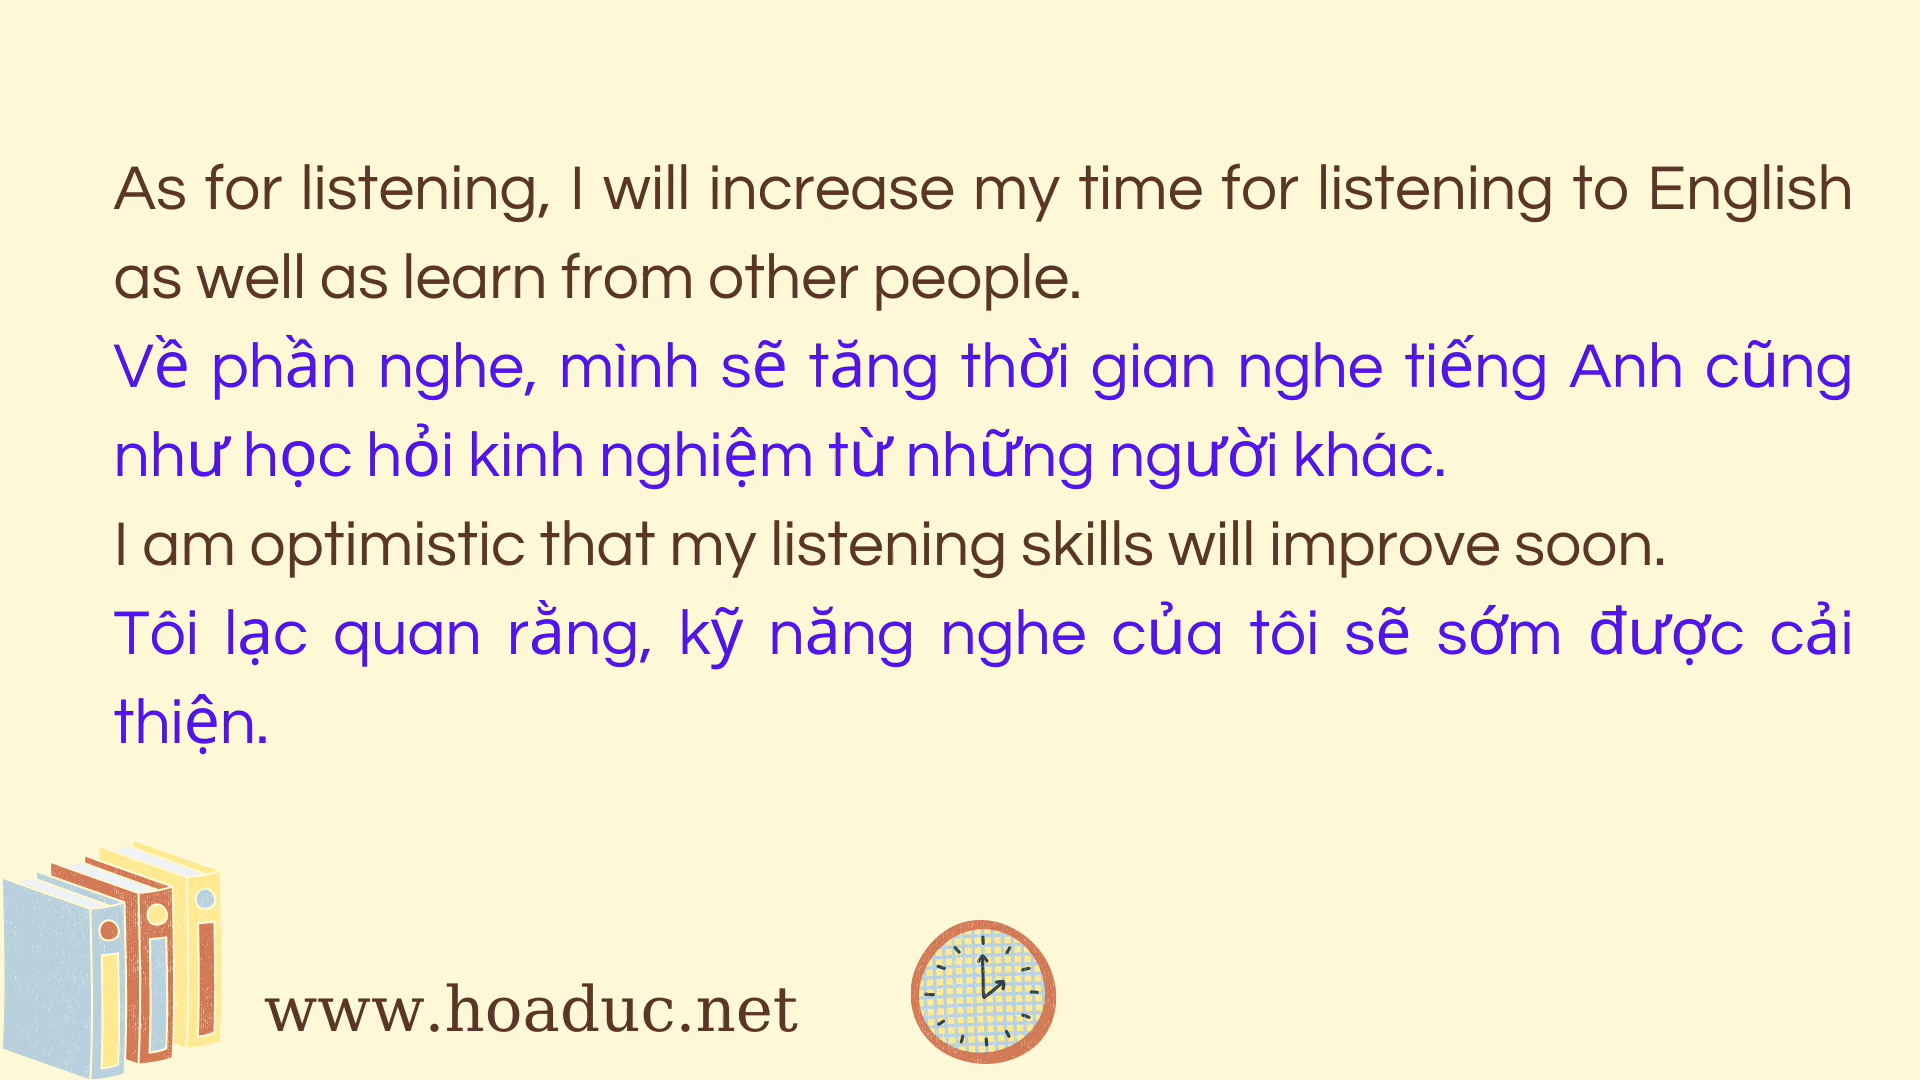 As for listening, I will increase my time for listening to English
as well as learn from other people.
Về phần nghe, mình sẽ tăng thời gian nghe tiếng Anh cũng
như học hỏi kinh nghiệm từ những người khác.
I am optimistic that my listening skills will improve soon.
Tôi lạc quan rằng, kỹ năng nghe của tôi sẽ sớm được cải
thiện.
www.hoaduc.net